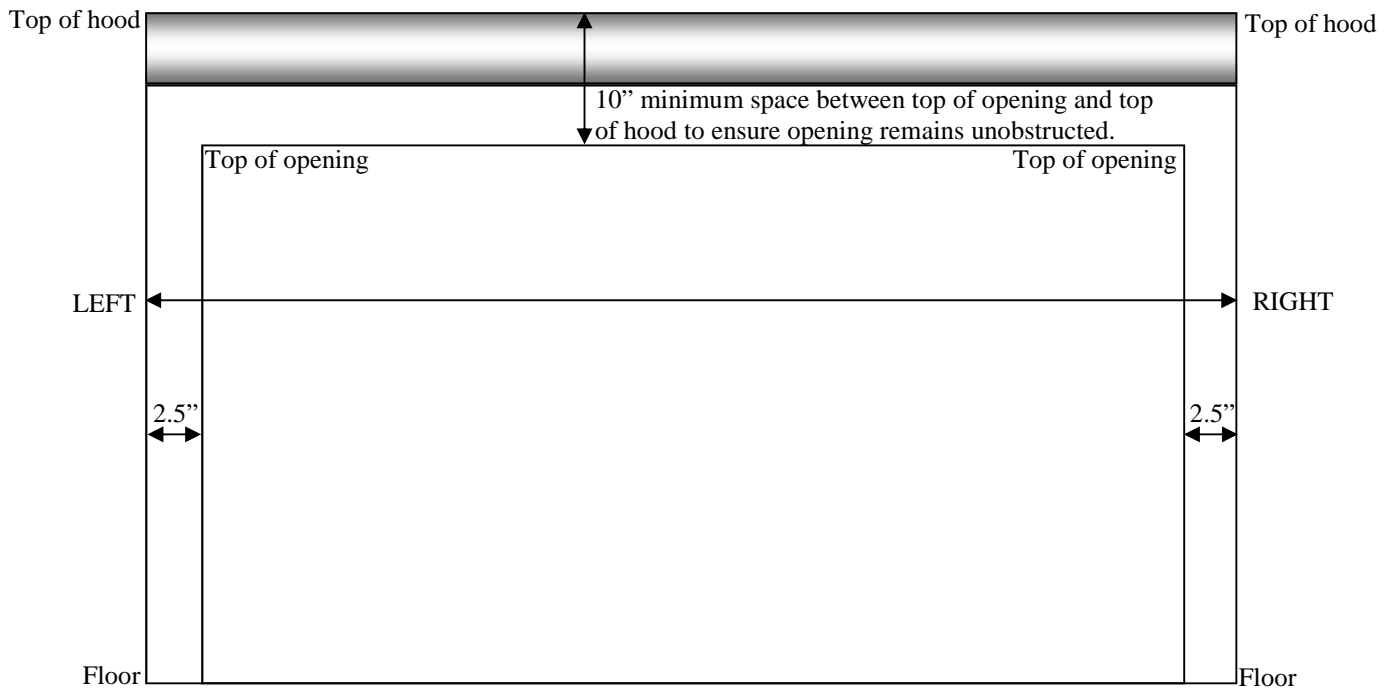 Top of hood
Top of hood
10” minimum space between top of opening and top
of hood to ensure opening remains unobstructed.
Top of opening
Top of opening
LEFT
RIGHT
2.5”
2.5”
Floor
Floor